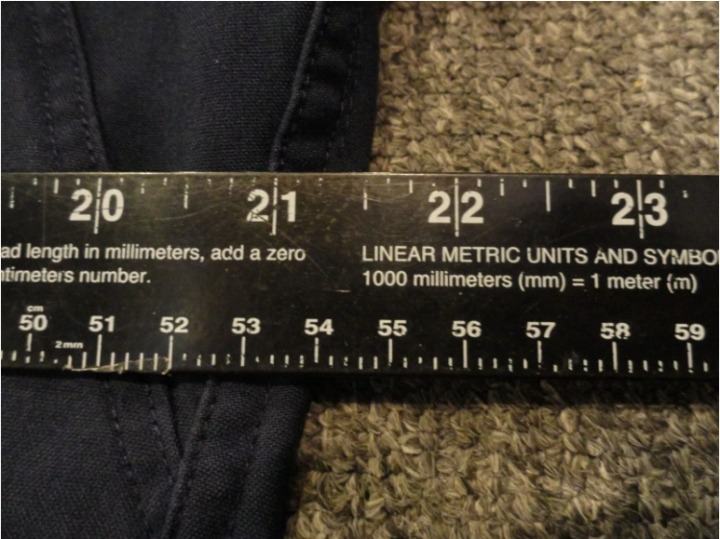 20 21 22 23
ad length in millimeters, add a zero
ntimeters number.
LINEAR METRIC UNITS AND SYMBO
1000 millimeters (mm) = 1 meter (m)
cm
50 51 52 53 54 55 56 57 58 59
2mm